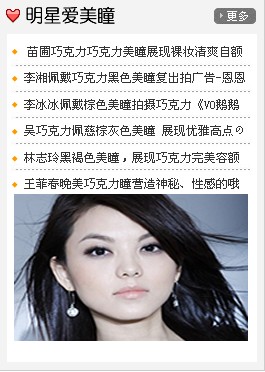 明星爱美瞳
更多
苗圃巧克力巧克力美瞳展现裸妆清爽自额
李湘佩戴巧克力黑色美瞳复出拍广告-恩恩
李冰冰佩戴棕色美瞳拍摄巧克力《VO鹅鹅
吴巧克力佩慈棕灰色美瞳 展现优雅高点の
林志玲黑褐色美瞳，展现巧克力完美容额
王菲春晚美巧克力瞳营造神秘、性感的哦